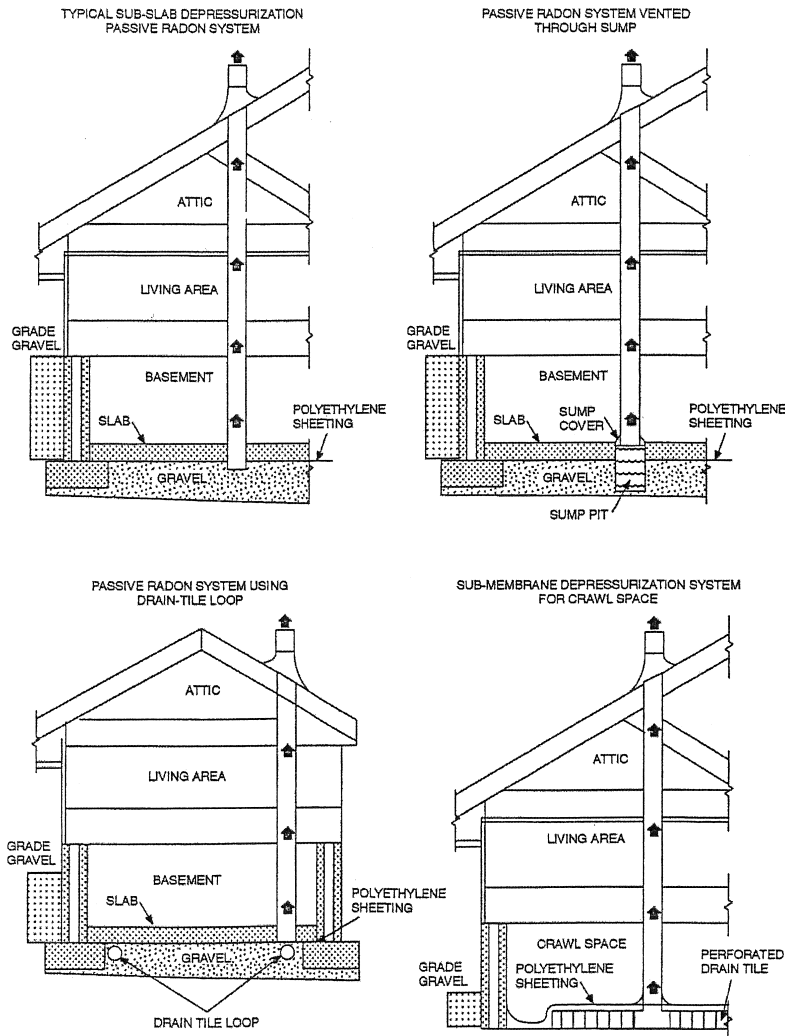 TYPICAL SUB-SLAB DEPRESSURIZATION
PASSIVE RADON SYSTEM
ATTIC
LIVING AREA
GRADE
GRAVEL
BASEMENT
SLAB
POLYETHYLENE
SHEETING
GRAVEL
PASSIVE RADON SYSTEM VENTED
THROUGH SUMP
ATTIC
LIVING AREA
GRADE
GRAVEL
BASEMENT
SLAB
SUMP
COVER
POLYETHYLENE
SHEETING
GRAVEL
SUMP PIT
PASSIVE RADON SYSTEM USING
DRAIN-TILE LOOP
ATTIC
LIVING AREA
GRADE
GRAVEL
BASEMENT
SLAB
POLYETHYLENE
SHEETING
GRAVEL
DRAIN TILE LOOP
SUB-MEMBRANE DEPRESSURIZATION SYSTEM
FOR CRAWL SPACE
ATTIC
LIVING AREA
CRAWL SPACE
GRADE
GRAVEL
POLYETHYLENE
SHEETING
PERFORATED
DRAIN TILE